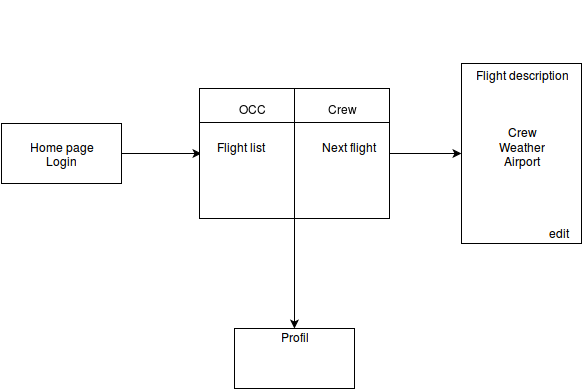 Home page
Login
OCC
Crew
Flight list
Next flight
Flight description
Crew
Weather
Airport
edit
Profil